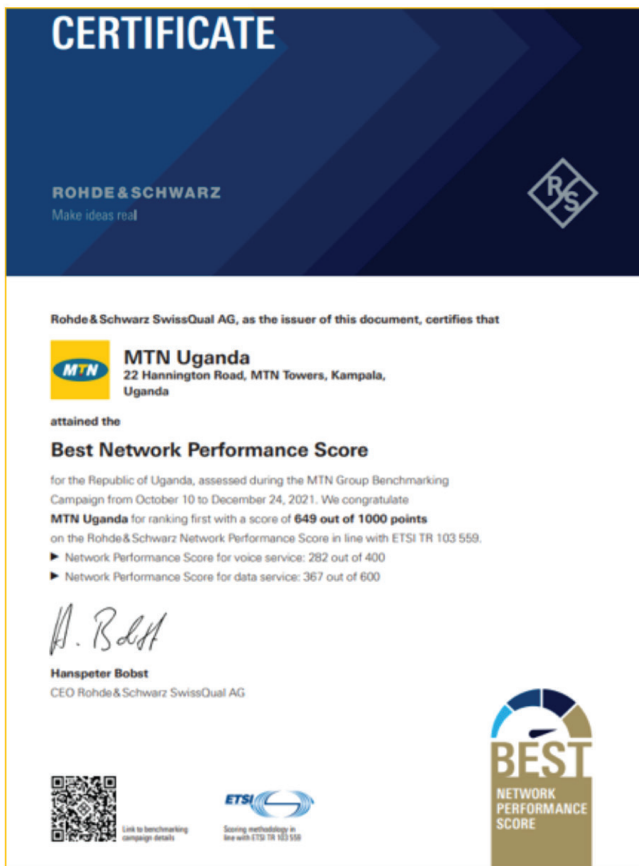 CERTIFICATE
ROHDE & SCHWARZ
Make ideas real
R S
Rohde & Schwarz SwissQual AG, as the issuer of this document, certifies that
MTN
MTN Uganda
22 Hannington Road, MTN Towers, Kampala,
Uganda
attained the
Best Network Performance Score
for the Republic of Uganda, assessed during the MTN Group Benchmarking
Campaign from October 10 to December 24, 2021. We congratulate
MTN Uganda for ranking first with a score of 649 out of 1000 points
on the Rohde & Schwarz Network Performance Score in line with ETSI TR 103 559.
► Network Performance Score for voice service: 282 out of 400
► Network Performance Score for data service: 367 out of 600
H. Bobst
Hanspeter Bobst
CEO Rohde & Schwarz SwissQual AG
Link to benchmarking
campaign details
ETSI
Scoring methodology in
line with ETSI TR 103 559
BEST
NETWORK
PERFORMANCE
SCORE